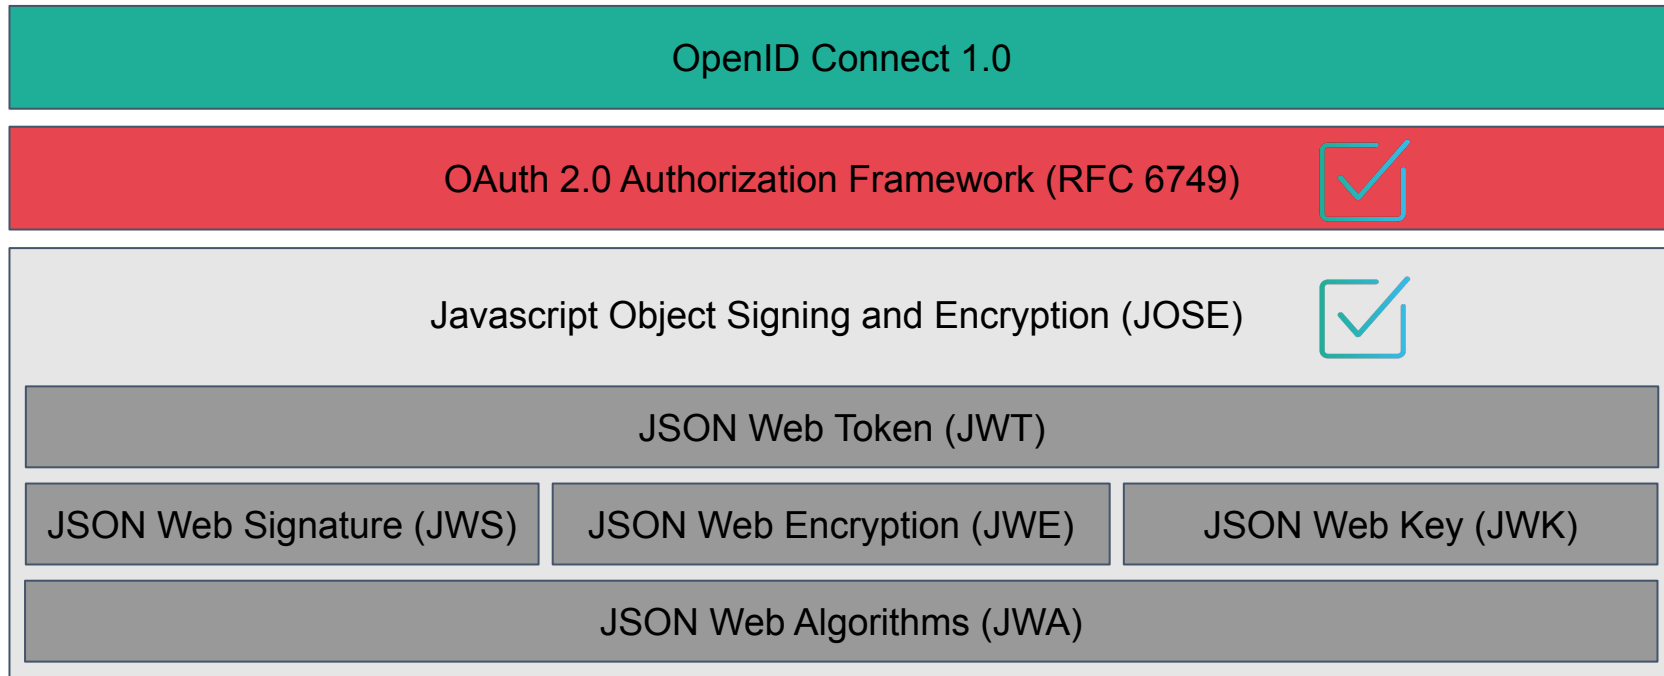 OpenID Connect 1.0
OAuth 2.0 Authorization Framework (RFC 6749)
Javascript Object Signing and Encryption (JOSE)
JSON Web Token (JWT)
JSON Web Signature (JWS)
JSON Web Encryption (JWE)
JSON Web Key (JWK)
JSON Web Algorithms (JWA)